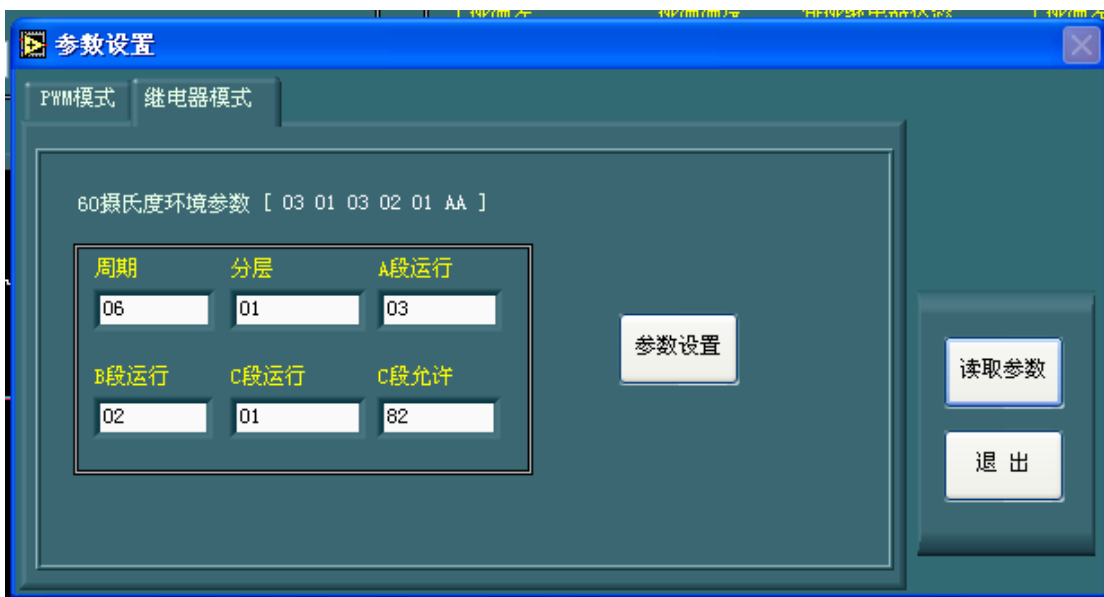 参数设置
PWM模式 继电器模式
60摄氏度环境参数 [ 03 01 03 02 01 AA ]
周期 分层 A段运行
06 01 03
B段运行 C段运行 C段允许
02 01 82
参数设置
读取参数
退 出